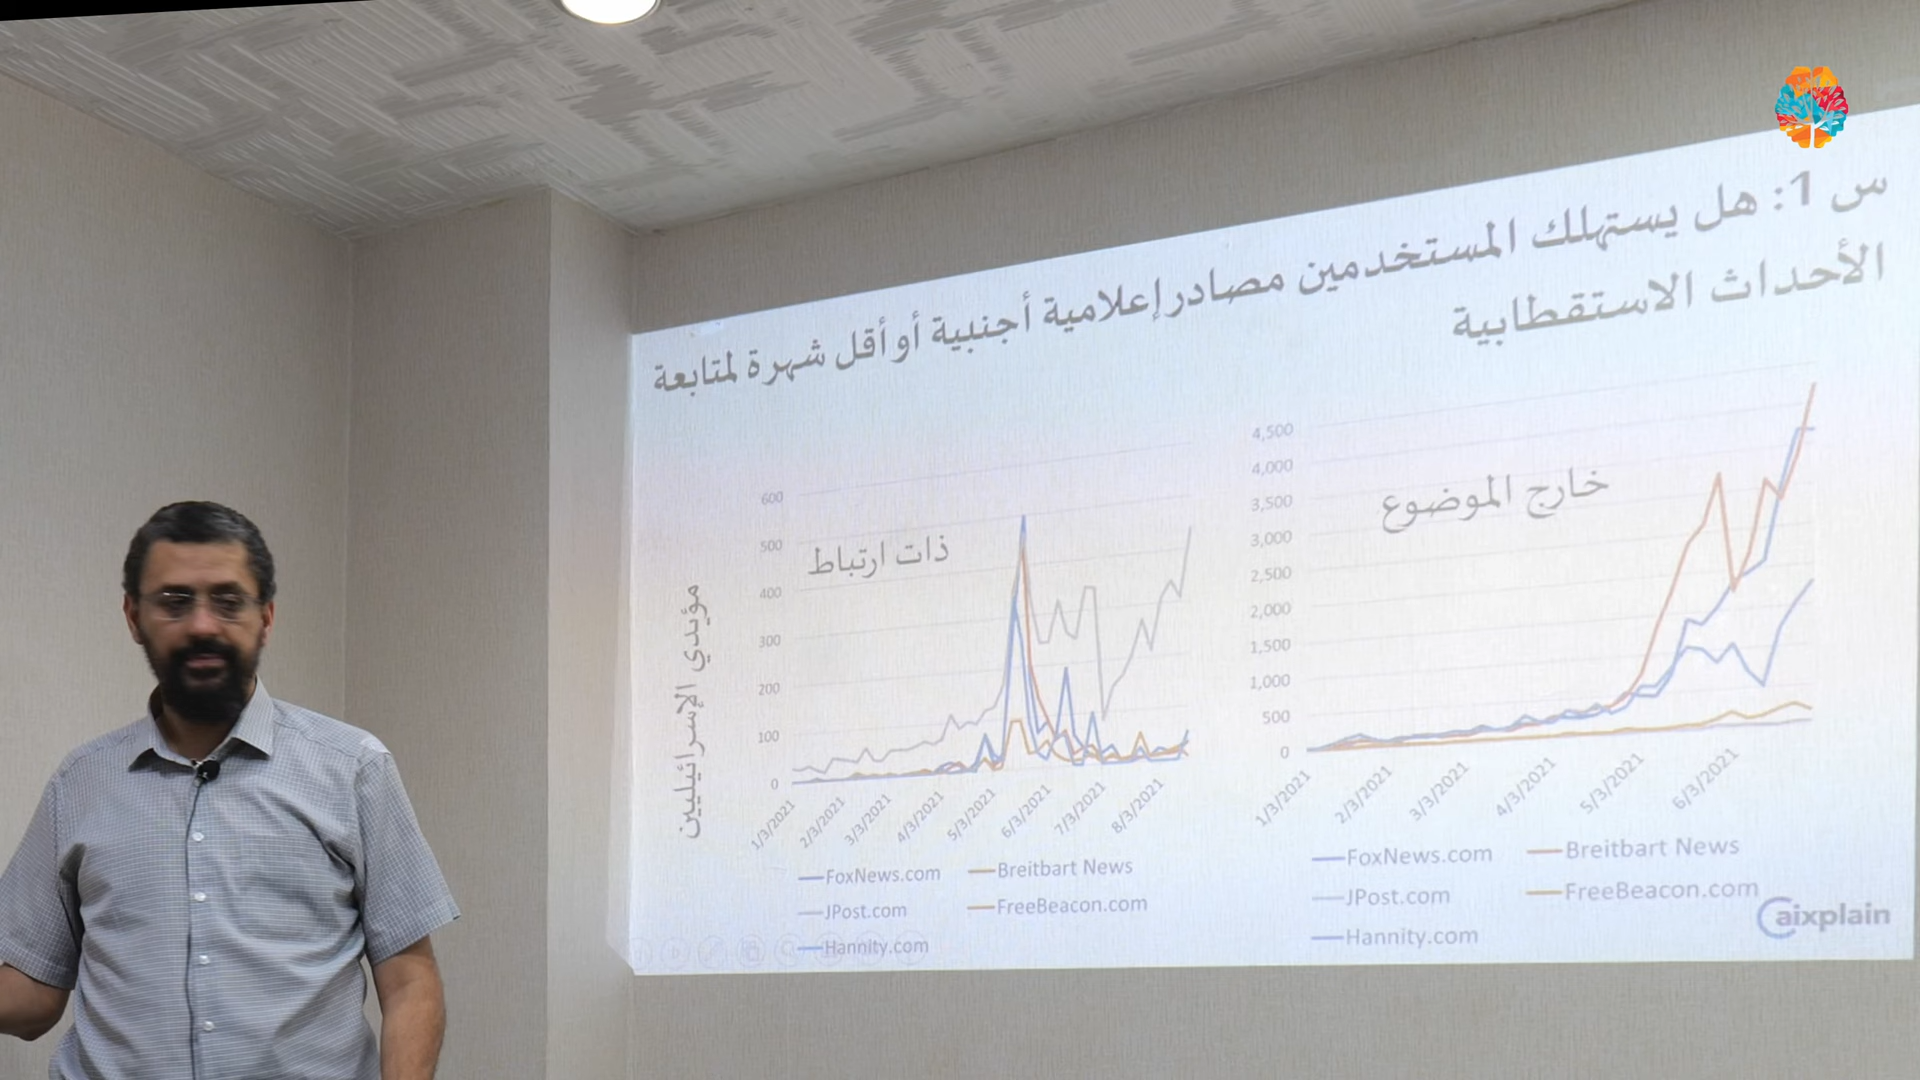 س 1: هل يستهلك المستخدمين مصادر إعلامية أجنبية أو أقل شهرة لمتابعة
الأحداث الاستقطابية
مؤيدي الإسرائيليين
ذات ارتباط
600
500
400
300
200
100
0
1/3/2021
2/3/2021
3/3/2021
4/3/2021
5/3/2021
6/3/2021
7/3/2021
8/3/2021
FoxNews.com
Breitbart News
JPost.com
FreeBeacon.com
Hannity.com
خارج الموضوع
4,500
4,000
3,500
3,000
2,500
2,000
1,500
1,000
500
0
1/3/2021
2/3/2021
3/3/2021
4/3/2021
5/3/2021
6/3/2021
FoxNews.com
Breitbart News
JPost.com
FreeBeacon.com
Hannity.com
aixplain